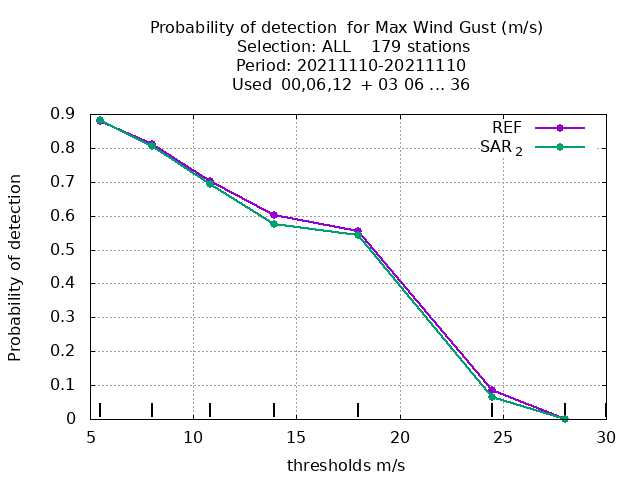 Probability of detection  for Max Wind Gust (m/s)
Selection: ALL    179 stations
Period: 20211110-20211110
Used  00,06,12  + 03 06 ... 36
REF
SAR 2
0.9
0.8
0.7
0.6
0.5
0.4
0.3
0.2
0.1
0
Probability of detection
5 10 15 20 25 30
thresholds m/s